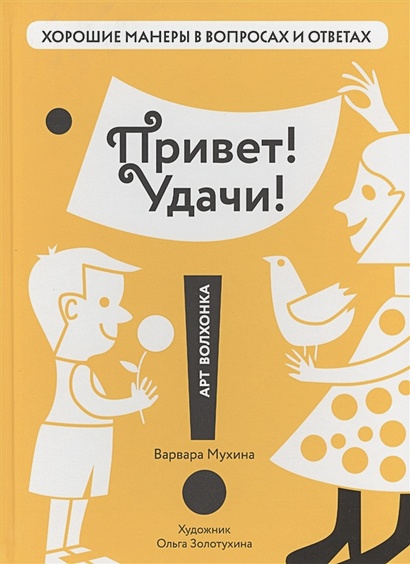 ХОРОШИЕ МАНЕРЫ В ВОПРОСАХ И ОТВЕТАХ
Привет!
Удачи!
АРТ ВОЛХОНКА
Варвара Мухина
Художник
Ольга Золотухина